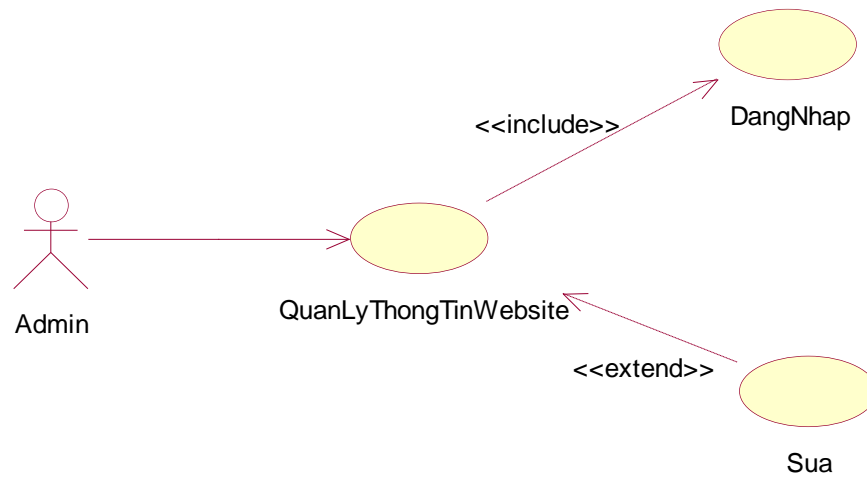 DangNhap
<<include>>
QuanLyThongTinWebsite
Admin
<<extend>>
Sua